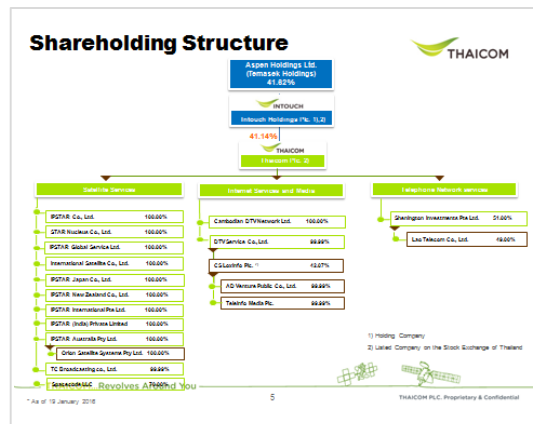 Shareholding Structure
THAICOM
Aspen Holdings Ltd.
(Temasek Holdings)
41.62%
INTOUCH
Intouch Holdings Plc. 1),2)
41.14%
THAICOM
Thaicom Plc. 2)
Satellite Services
IPSTAR Co., Ltd. 100.00%
STAR Nucleus Co., Ltd. 100.00%
IPSTAR Global Service Ltd. 100.00%
International Satellite Co., Ltd. 100.00%
IPSTAR Japan Co., Ltd. 100.00%
IPSTAR New Zealand Co., Ltd. 100.00%
IPSTAR International Pte Ltd. 100.00%
IPSTAR (India) Private Limited 100.00%
IPSTAR Australia Pty Ltd. 100.00%
Orion Satellite Systems Pty Ltd. 100.00%
TC Broadcasting co., Ltd. 99.99%
Spacecode LLC 70.00%
Internet Services and Media
Cambodian DTV Network Ltd. 100.00%
DTV Service Co., Ltd. 99.99%
CS LoxInfo Plc. 42.07%
AD Venture Public Co., Ltd. 99.99%
Teleinfo Media Plc. 99.99%
Telephone Network services
Shenington Investments Pte Ltd. 51.00%
Lao Telecom Co., Ltd. 49.00%
1) Holding Company
2) Listed Company on the Stock Exchange of Thailand
Revolves Around You
* As of 19 January 2016
5
THAICOM PLC. Proprietary & Confidential